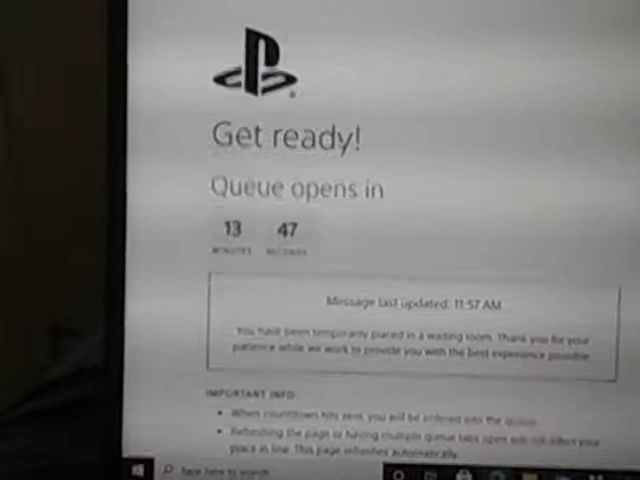 Get ready!
Queue opens in
13 47
MINUTES SECONDS
Message last updated: 11:57 AM
You have been temporarily placed in a waiting room. Thank you for your
patience while we work to provide you with the best experience possible.
IMPORTANT INFO:
• When countdown hits zero, you will be entered into the queue.
• Refreshing the page or having multiple queue tabs open will not affect your
place in line. This page refreshes automatically.
Type here to search